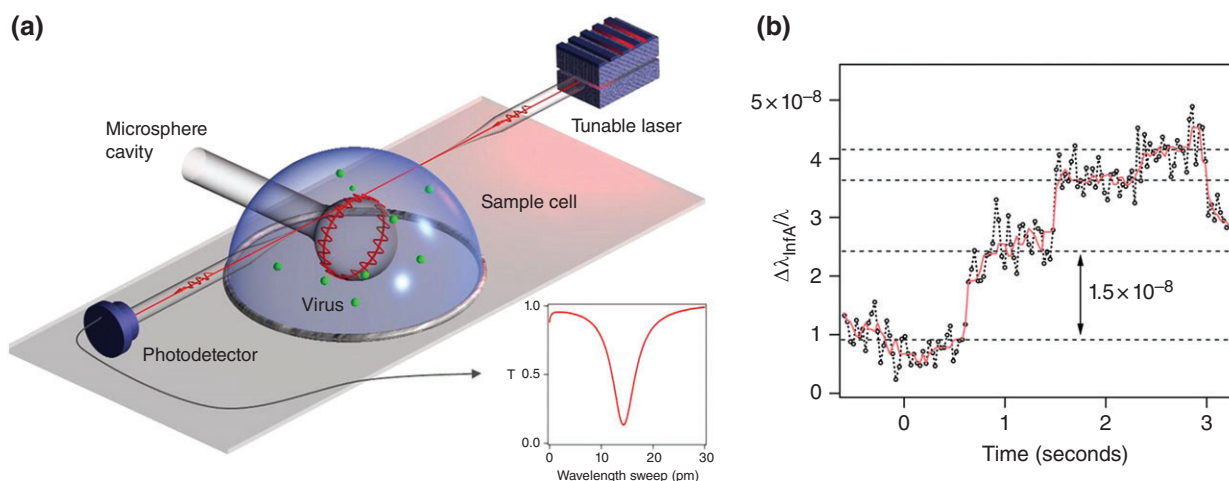 (a)
Tunable laser
Microsphere
cavity
Sample cell
Virus
Photodetector
1.0
0.5
0.0
T
0
10
20
30
Wavelength sweep (pm)
(b)
5×10⁻⁸
4
3
2
1
0
Δλ_InfA/λ
1.5×10⁻⁸
0
1
2
3
Time (seconds)